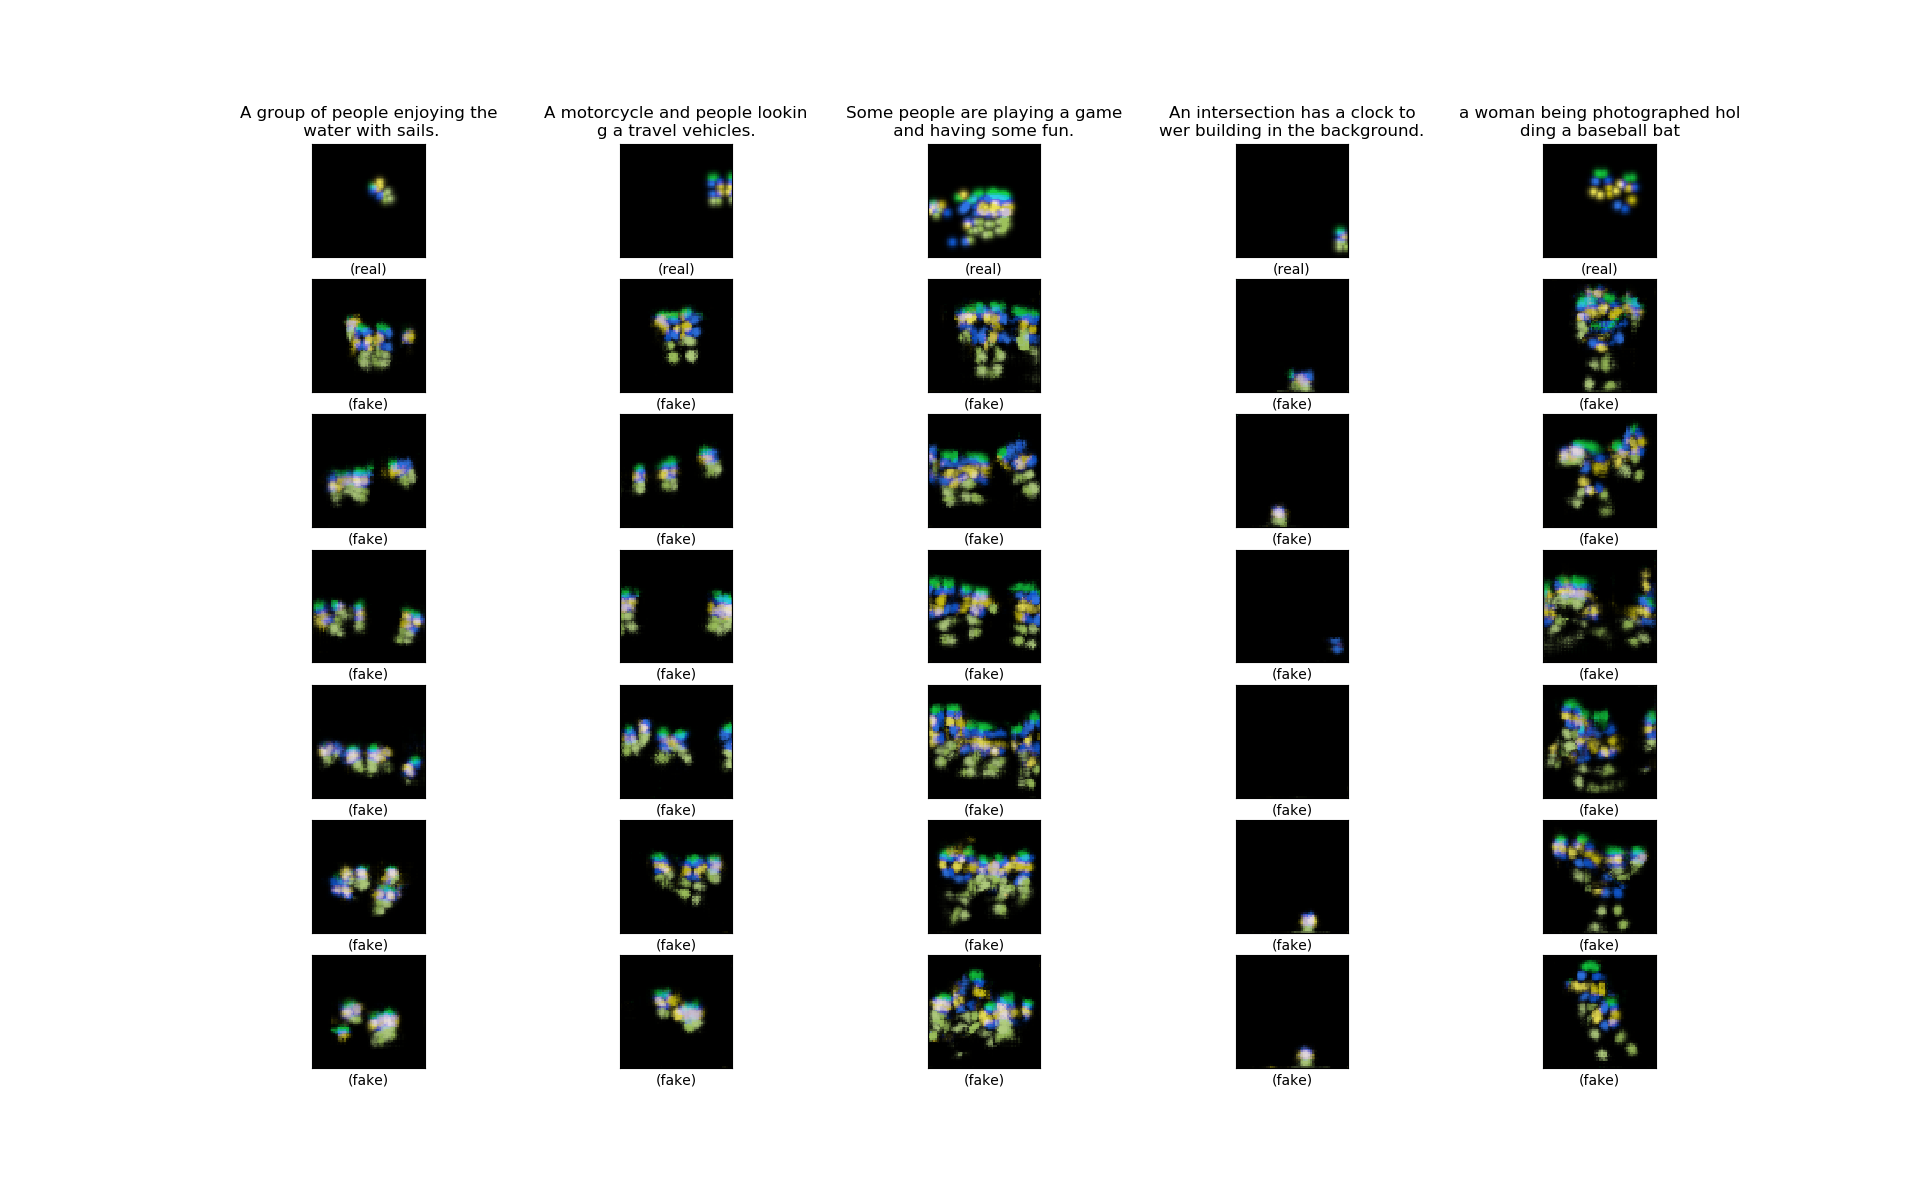 A group of people enjoying the
water with sails.
A motorcycle and people lookin
g a travel vehicles.
Some people are playing a game
and having some fun.
An intersection has a clock to
wer building in the background.
a woman being photographed hol
ding a baseball bat
(real) (real) (real) (real) (real)
(fake) (fake) (fake) (fake) (fake)
(fake) (fake) (fake) (fake) (fake)
(fake) (fake) (fake) (fake) (fake)
(fake) (fake) (fake) (fake) (fake)
(fake) (fake) (fake) (fake) (fake)
(fake) (fake) (fake) (fake) (fake)